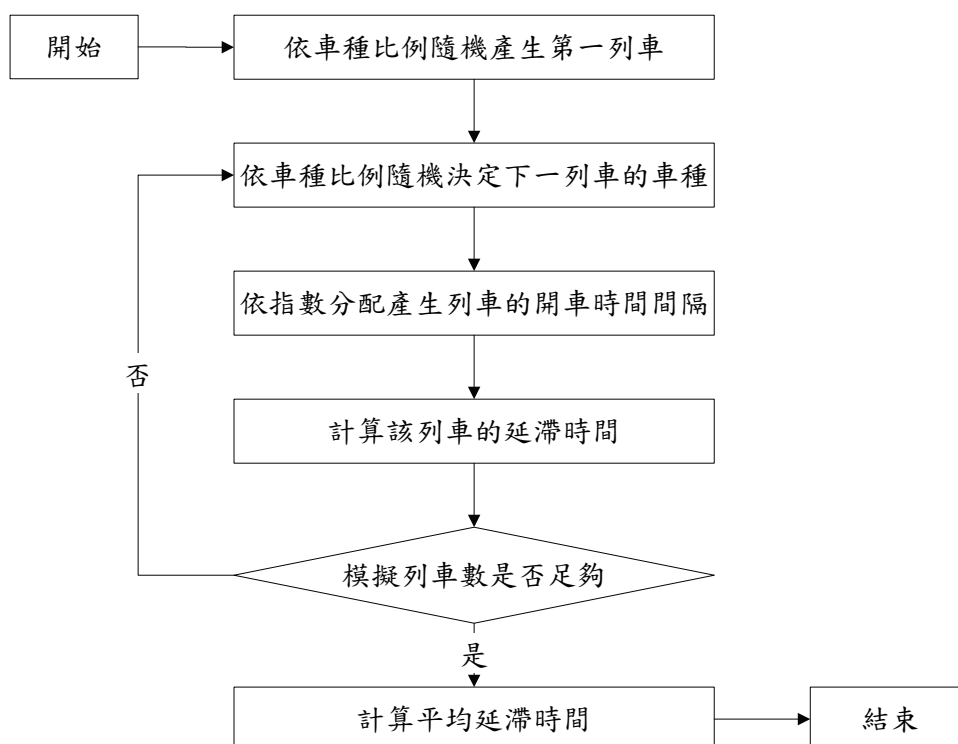 開始
依車種比例隨機產生第一列車
依車種比例隨機決定下一列車的車種
依指數分配產生列車的開車時間間隔
否
計算該列車的延滯時間
模擬列車數是否足夠
是
計算平均延滯時間
結束